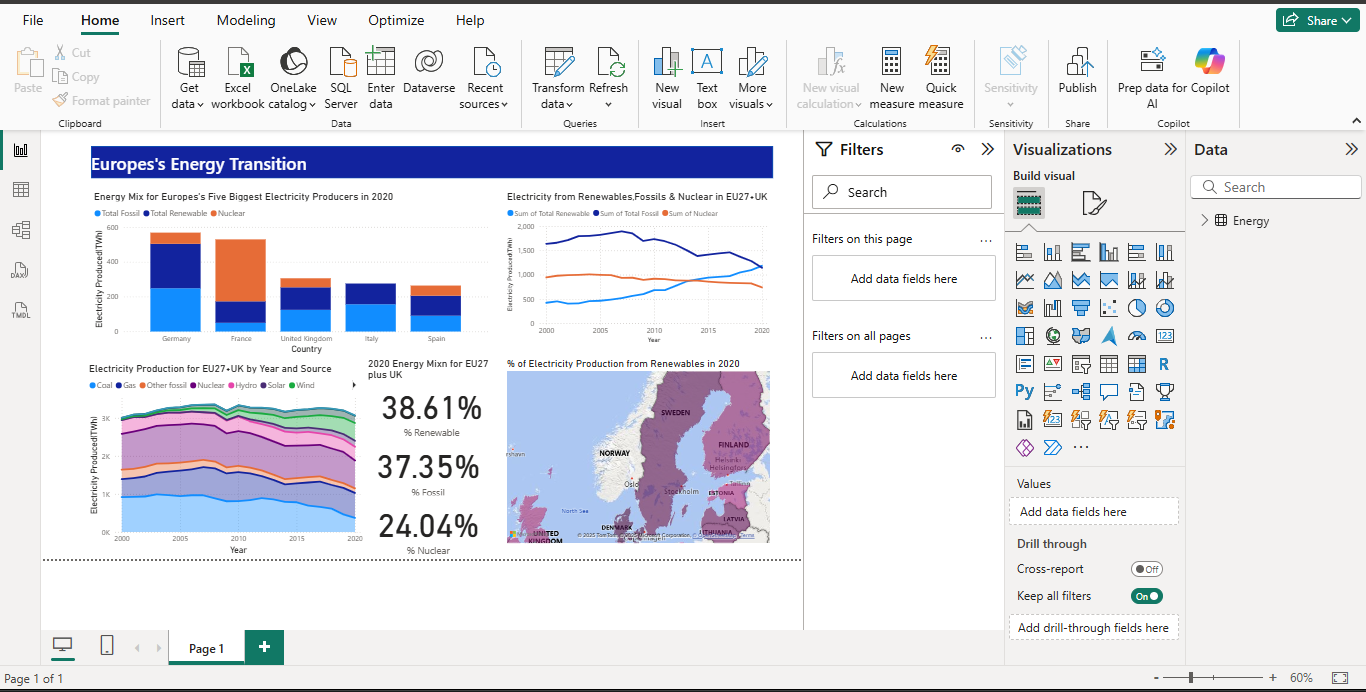 File Home Insert Modeling View Optimize Help Share
Paste Cut
Copy
Format painter
Clipboard
Get data
Excel workbook
OneLake catalog
SQL Server
Enter data
Dataverse
Recent sources
Data
Transform data
Refresh
Queries
New visual
Text box
More visuals
Insert
New visual calculation
New measure
Quick measure
Calculations
Sensitivity
Sensitivity
Publish
Share
Prep data for AI
Copilot
Copilot
DAX
TMDL
Europes's Energy Transition
Energy Mix for Europes's Five Biggest Electricity Producers in 2020
Total Fossil Total Renewable Nuclear
Electricity Produced(TWh)
600
400
200
0
Germany France United Kingdom Italy Spain
Country
Electricity from Renewables,Fossils & Nuclear in EU27+UK
Sum of Total Renewable Sum of Total Fossil Sum of Nuclear
Electricity Produced(TWh)
2,000
1,500
1,000
500
0
2000 2005 2010 2015 2020
Year
Electricity Production for EU27+UK by Year and Source
Coal Gas Other fossil Nuclear Hydro Solar Wind
Electricity Produced(TWh)
3K
2K
1K
0K
2000 2005 2010 2015 2020
Year
2020 Energy Mixn for EU27
plus UK
38.61%
% Renewable
37.35%
% Fossil
24.04%
% Nuclear
% of Electricity Production from Renewables in 2020
SWEDEN
FINLAND
NORWAY
Helsinki
Helsingfors
Oslo
Stockholm
Tallinn
ESTONIA
North Sea
LATVIA
DENMARK
LITHUANIA
UNITED
KINGDOM
Filters
Search
Filters on this page ...
Add data fields here
Filters on all pages ...
Add data fields here
Visualizations
Build visual
123
R
Py
123
...
Values
Add data fields here
Drill through
Cross-report Off
Keep all filters On
Add drill-through fields here
Data
Search
Energy
Page 1 +
Page 1 of 1
- + 60%